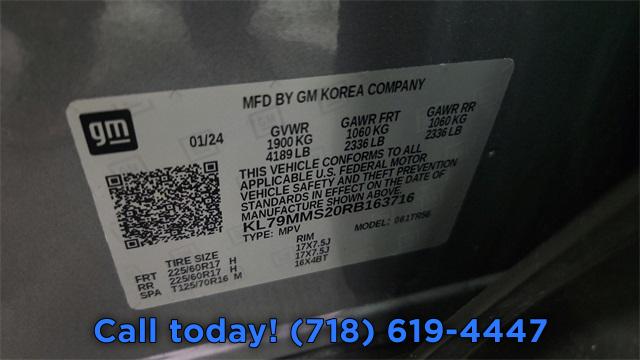 MFD BY GM KOREA COMPANY
gm
01/24
GVWR GAWR FRT GAWR RR
1900 KG 1060 KG 1060 KG
4189 LB 2336 LB 2336 LB
THIS VEHICLE CONFORMS TO ALL
APPLICABLE U.S. FEDERAL MOTOR
VEHICLE SAFETY AND THEFT PREVENTION
STANDARDS IN EFFECT ON THE DATE OF
MANUFACTURE SHOWN ABOVE.
KL79MMS20RB163716
TYPE: MPV MODEL: 061TR56
TIRE SIZE RIM
FRT 225/60R17 H 17X7.5J
RR 225/60R17 H 17X7.5J
SPA T125/70R16 M 16X4BT
Call today! (718) 619-4447